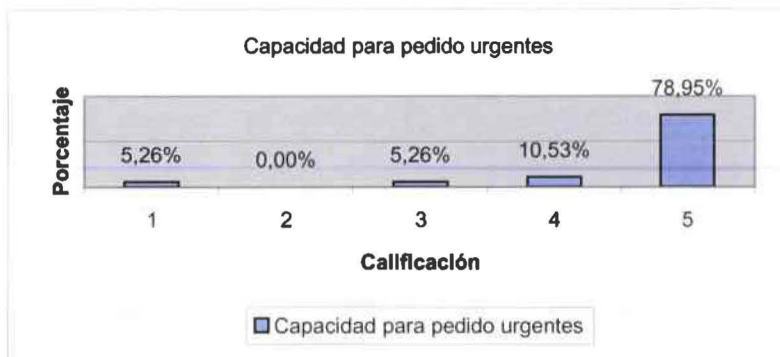 Capacidad para pedido urgentes
Porcentaje
5,26%
0,00%
5,26%
10,53%
78,95%
1 2 3 4 5
Calificación
Capacidad para pedido urgentes